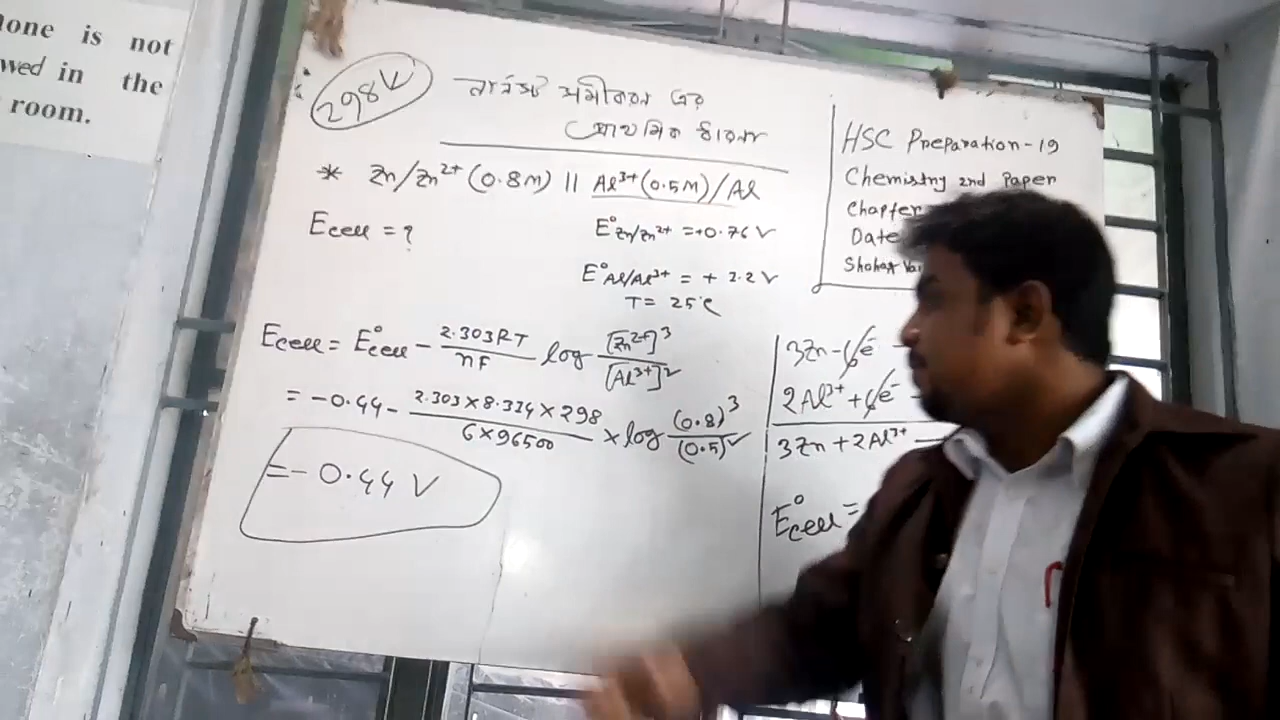 one is not
wed in the
room.
298K
নার্নস্ট সমীকরণ এর
প্রাথমিক ধারনা
* Zn/Zn²⁺ (0.8M) || Al³⁺ (0.5M)/Al
Ecell = ?
E°Zn/Zn²⁺ = +0.76 V
E°Al/Al³⁺ = + 1.2 V
T = 25°C
Ecell = E°cell - 2.303RT/nF log [Zn²⁺]³/[Al³⁺]²
= -0.44 - 2.303 × 8.314 × 298/6 × 96500 × log (0.8)³/(0.5)²
= - 0.44 V
HSC Preparation - 19
Chemistry 2nd Paper
Chapter
Date
Shohag
3Zn - 6e⁻
2Al³⁺ + 6e⁻
3Zn + 2Al³⁺
E°cell =